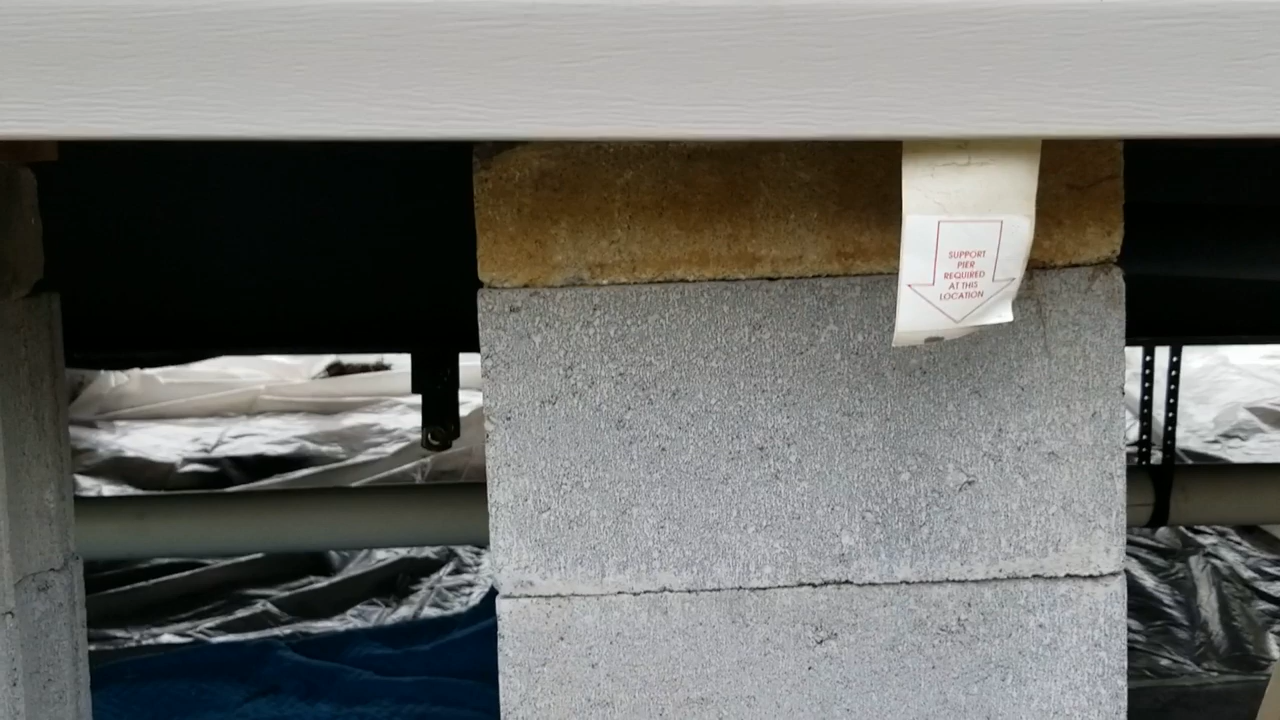 SUPPORT
PIER
REQUIRED
AT THIS
LOCATION